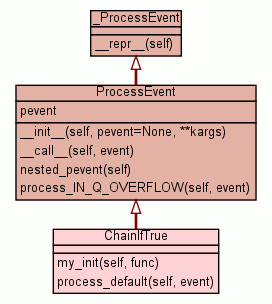 _ProcessEvent
__repr__(self)
ProcessEvent
pevent
__init__(self, pevent=None, **kargs)
__call__(self, event)
nested_pevent(self)
process_IN_Q_OVERFLOW(self, event)
ChainIfTrue
my_init(self, func)
process_default(self, event)